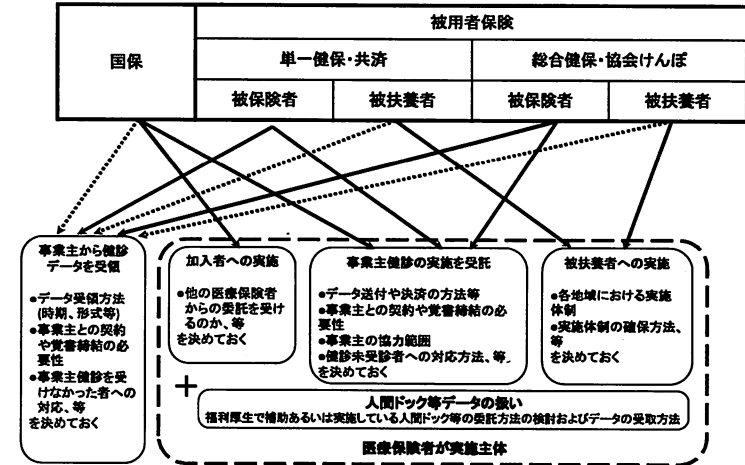 被用者保険
国保
単一健保・共済
総合健保・協会けんぽ
被保険者
被扶養者
被保険者
被扶養者
事業主から健診
データを受領
●データ受領方法
(時期、形式等)
●事業主との契約
や覚書締結の必
要性
●事業主健診を受
けなかった者への
対応、等
を決めておく
加入者への実施
●他の医療保険者
からの委託を受け
るのか、等
を決めておく
事業主健診の実施を受託
●データ送付や決済の方法等
●事業主との契約や覚書締結の必
要性
●事業主の協力範囲
●健診未受診者への対応方法、等
を決めておく
被扶養者への実施
●各地域における実施
体制
●実施体制の確保方法、
等
を決めておく
+
人間ドック等データの扱い
福利厚生で補助あるいは実施している人間ドック等の委託方法の検討およびデータの受取方法
医療保険者が実施主体